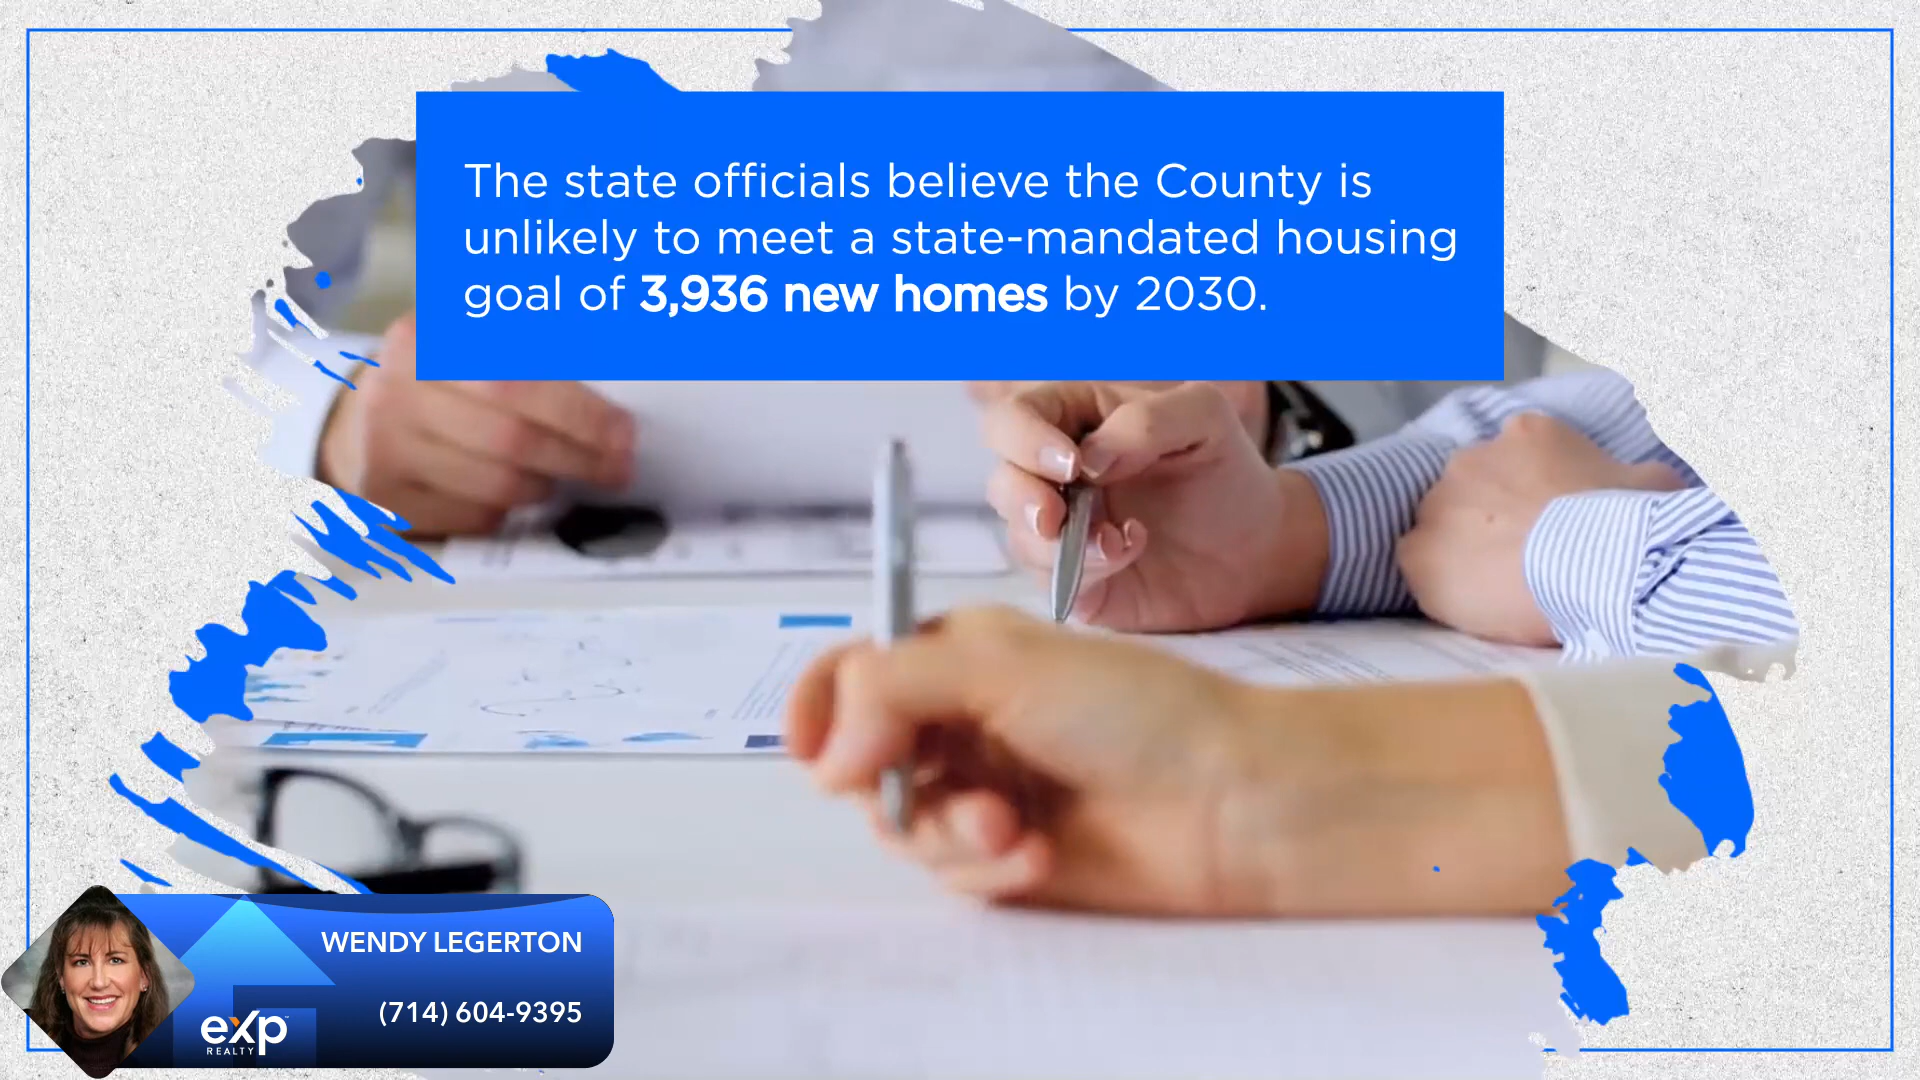 The state officials believe the County is
unlikely to meet a state-mandated housing
goal of 3,936 new homes by 2030.
WENDY LEGERTON
(714) 604-9395
exp
REALTY